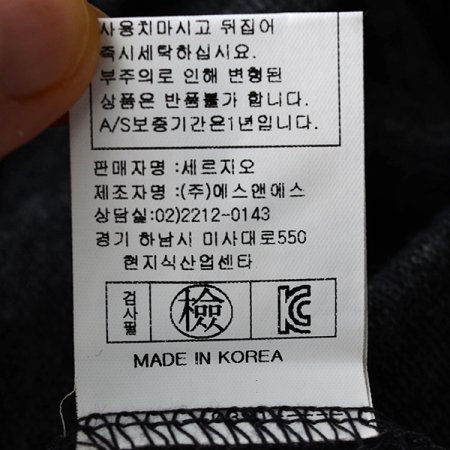 사용치마시고 뒤집어
즉시세탁하십시요.
부주의로 인해 변형된
상품은 반품불가 합니다.
A/S보증기간은1년입니다.
판매자명 :세르지오
제조자명 :(주)에스앤에스
상담실:02)2212-0143
경기 하남시 미사대로550
현지식산업센타
검사필 檢 KC
MADE IN KOREA